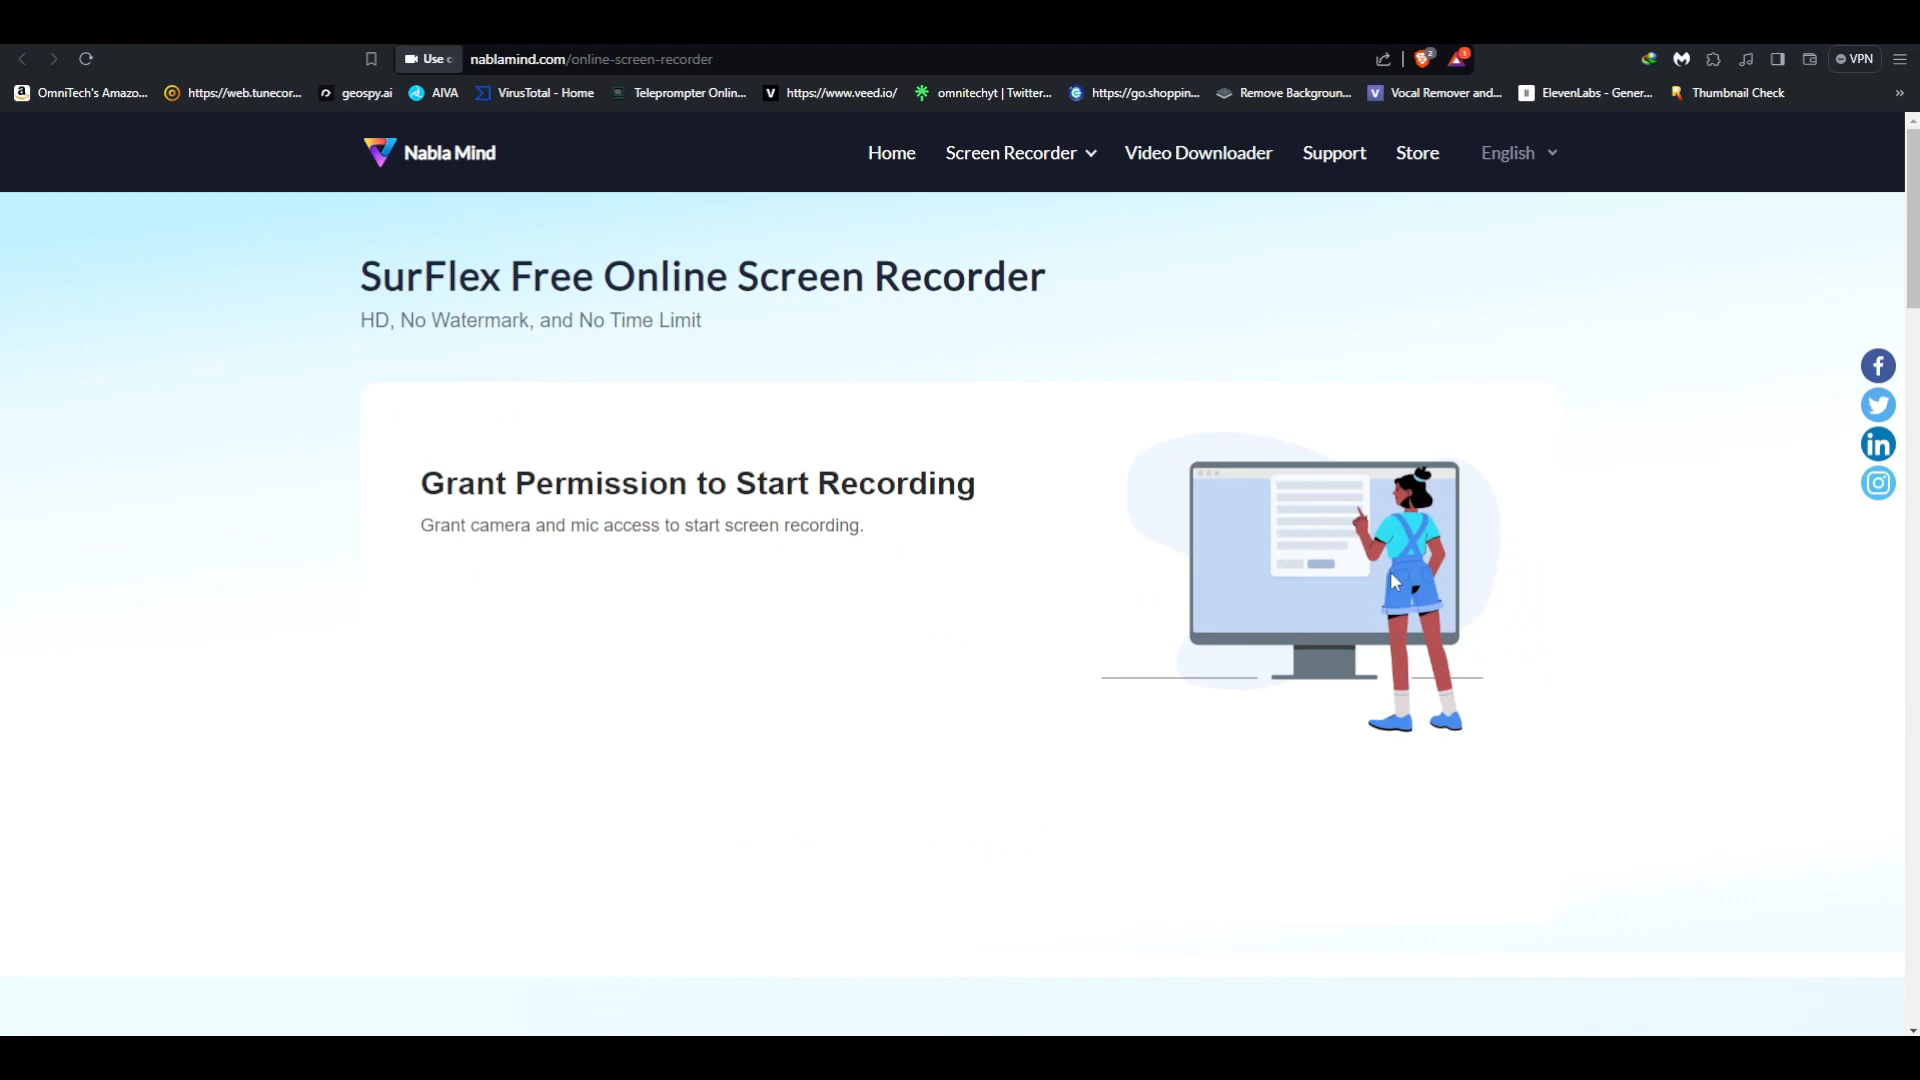 Use c
nablamind.com/online-screen-recorder
2
1
VPN
OmniTech's Amazo...
https://web.tunecor...
geospy.ai
AIVA
VirusTotal - Home
Teleprompter Onlin...
https://www.veed.io/
omnitechyt | Twitter...
https://go.shoppin...
Remove Backgroun...
Vocal Remover and...
ElevenLabs - Gener...
Thumbnail Check
Nabla Mind
Home
Screen Recorder
Video Downloader
Support
Store
English
SurFlex Free Online Screen Recorder
HD, No Watermark, and No Time Limit
Grant Permission to Start Recording
Grant camera and mic access to start screen recording.